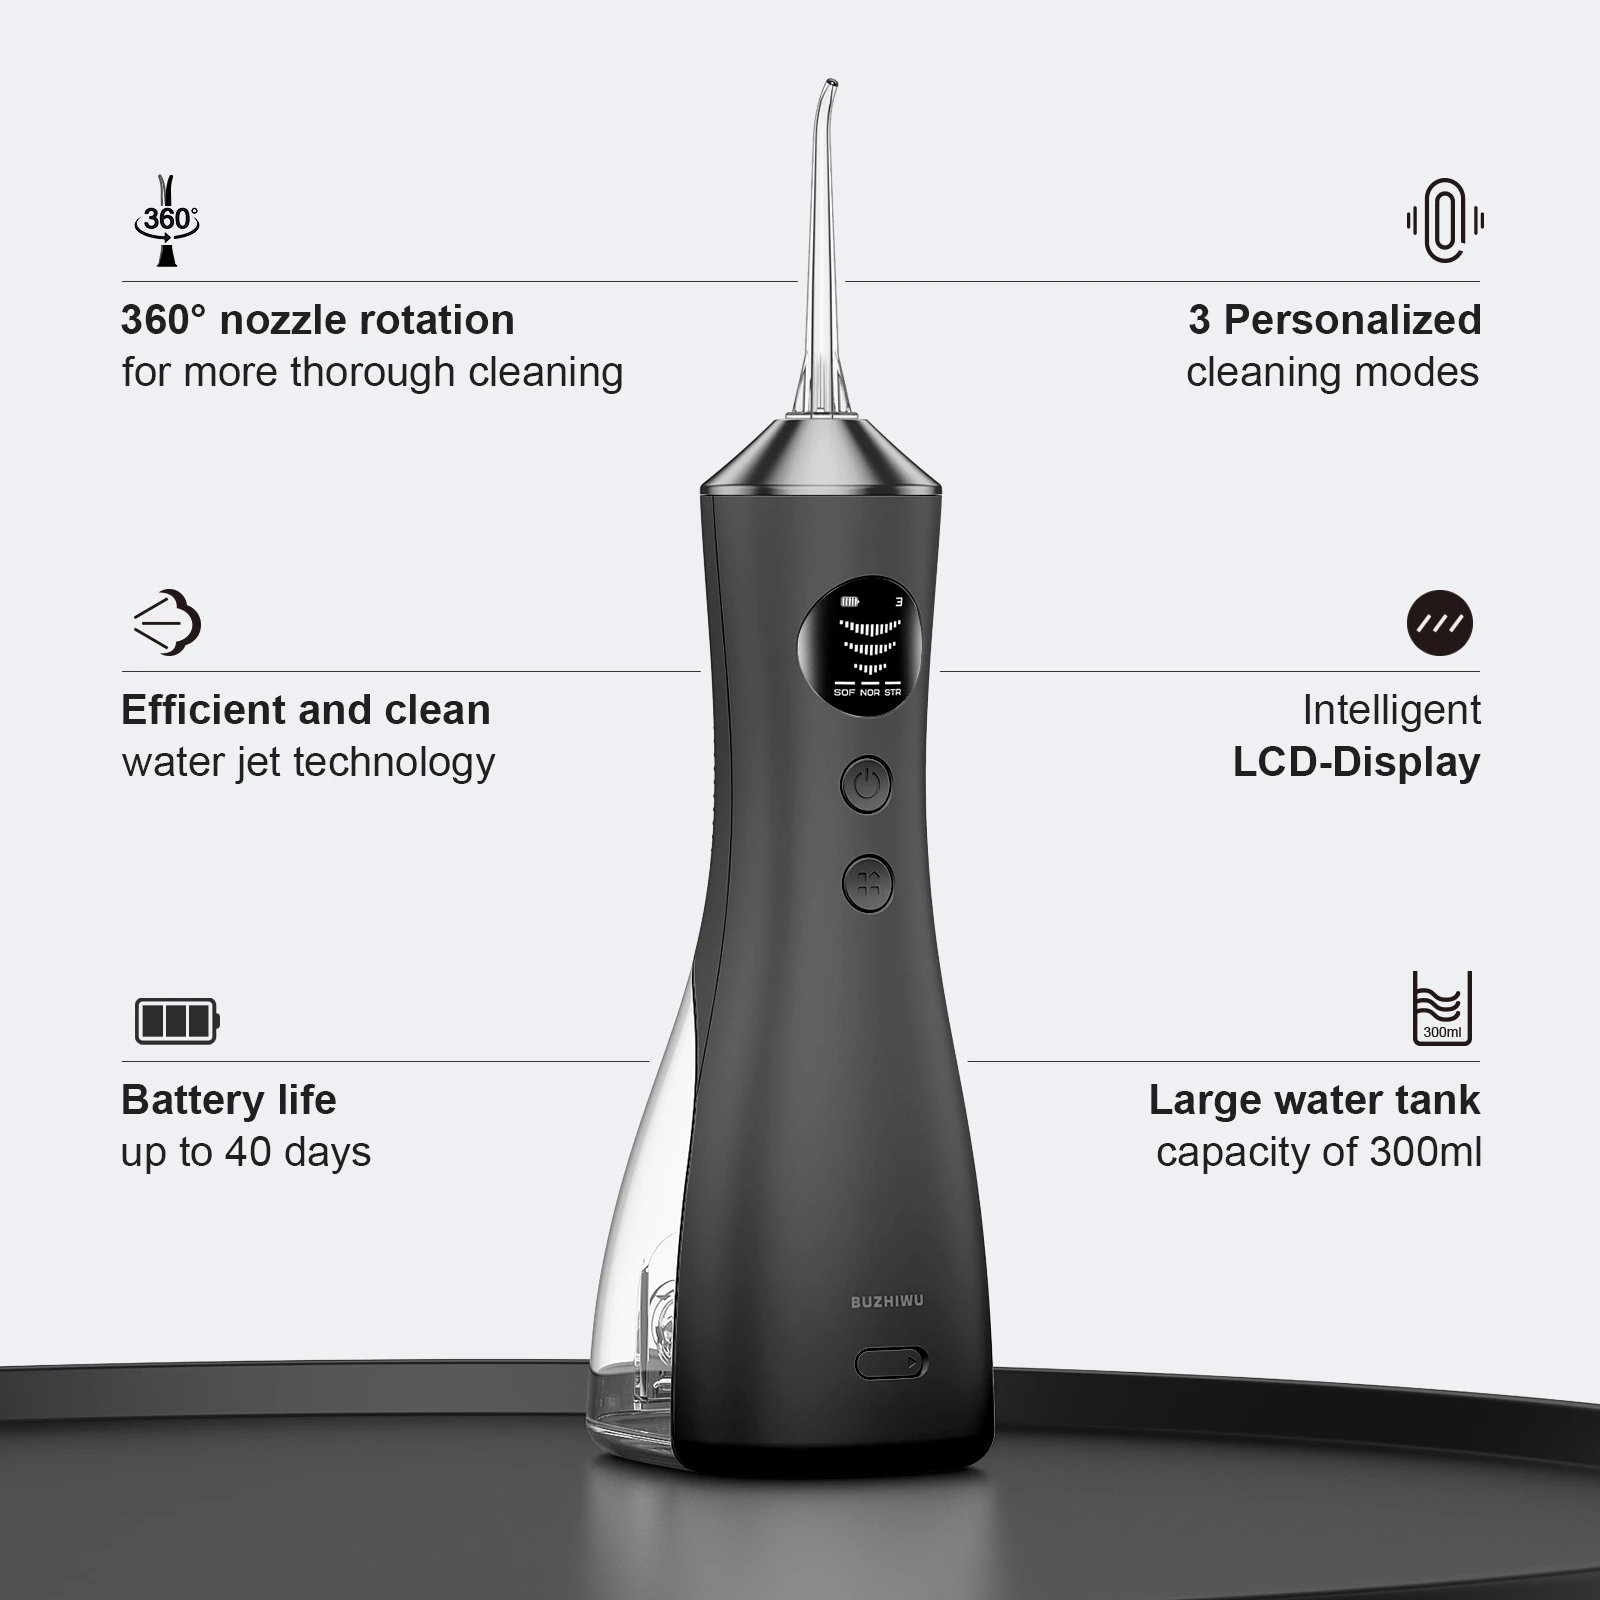 360°
360° nozzle rotation
for more thorough cleaning
3 Personalized
cleaning modes
3
SOF NOR STR
Efficient and clean
water jet technology
Intelligent
LCD-Display
Battery life
up to 40 days
300ml
Large water tank
capacity of 300ml
BUZHIWU